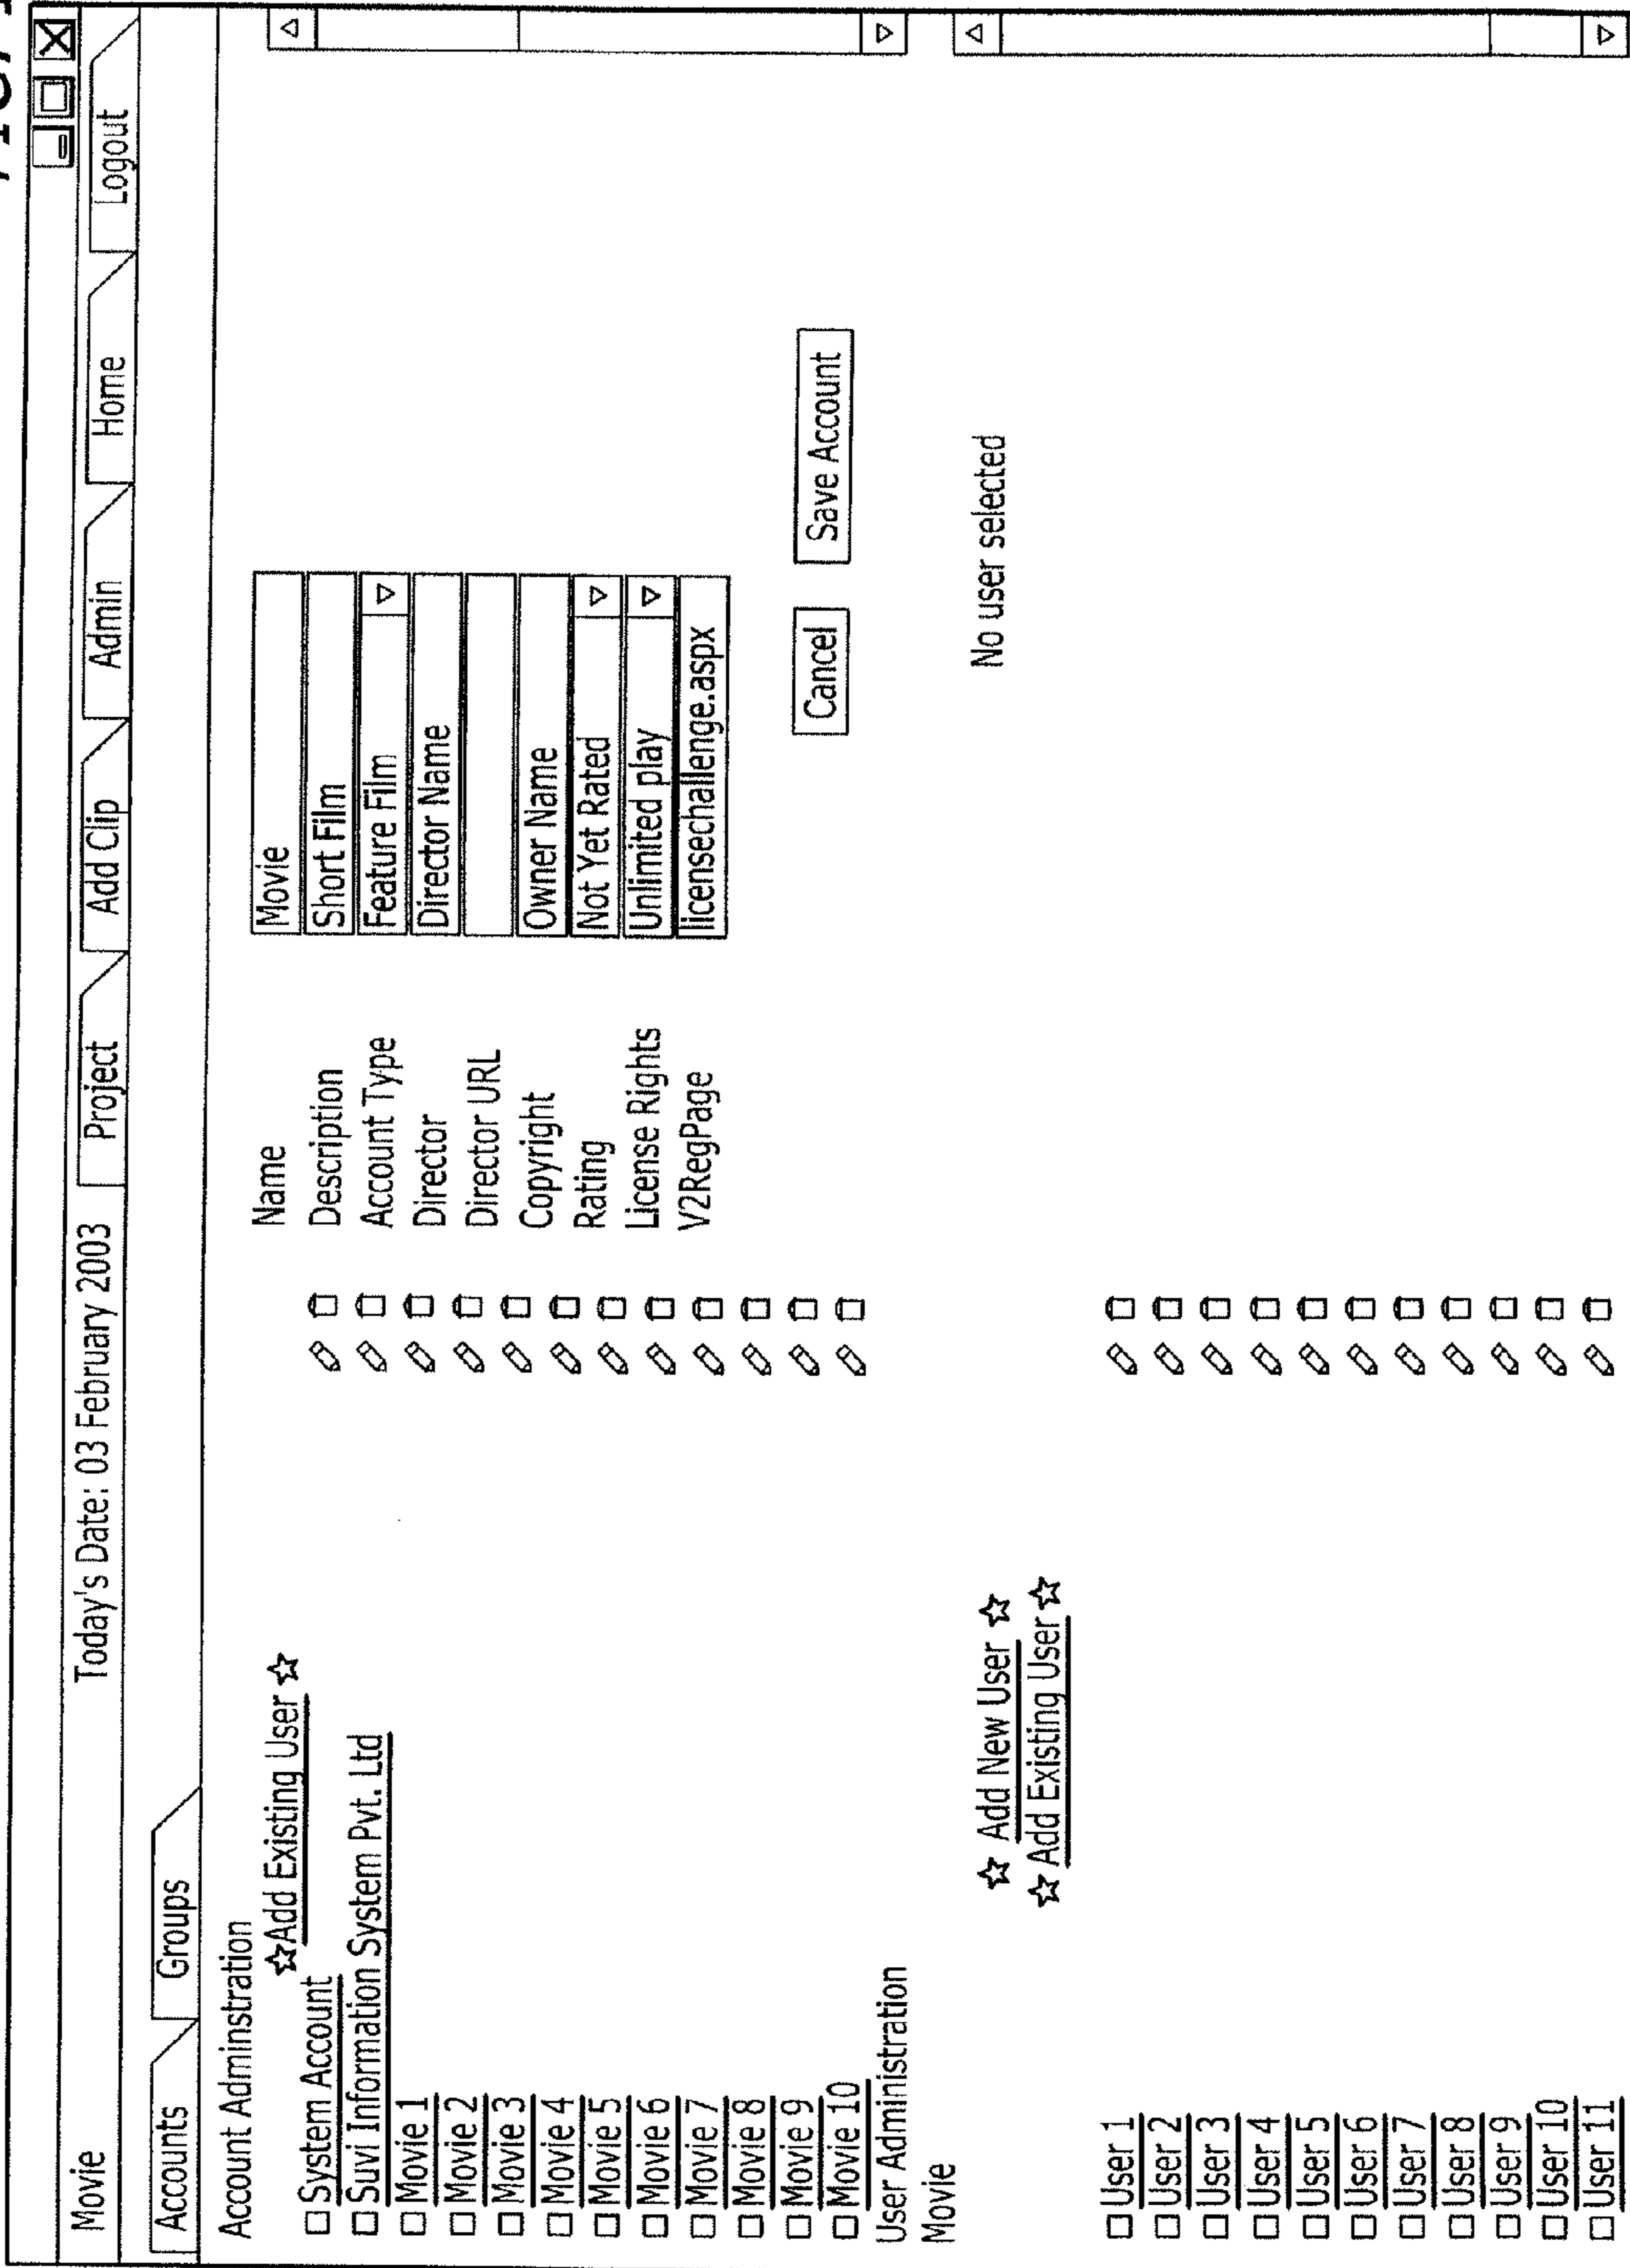 Movie Today's Date: 03 February 2003 Project Add Clip Admin Home Logout
Accounts Groups
Account Adminstration
☆Add Existing User☆
System Account
Suvi Information System Pvt. Ltd
Movie 1
Movie 2
Movie 3
Movie 4
Movie 5
Movie 6
Movie 7
Movie 8
Movie 9
Movie 10
Name Movie
Description Short Film
Account Type Feature Film
Director Director Name
Director URL
Copyright Owner Name
Rating Not Yet Rated
License Rights Unlimited play
V2RegPage licensechallenge.aspx
Cancel Save Account
User Administration
Movie
☆ Add New User ☆
☆ Add Existing User☆
No user selected
User 1
User 2
User 3
User 4
User 5
User 6
User 7
User 8
User 9
User 10
User 11